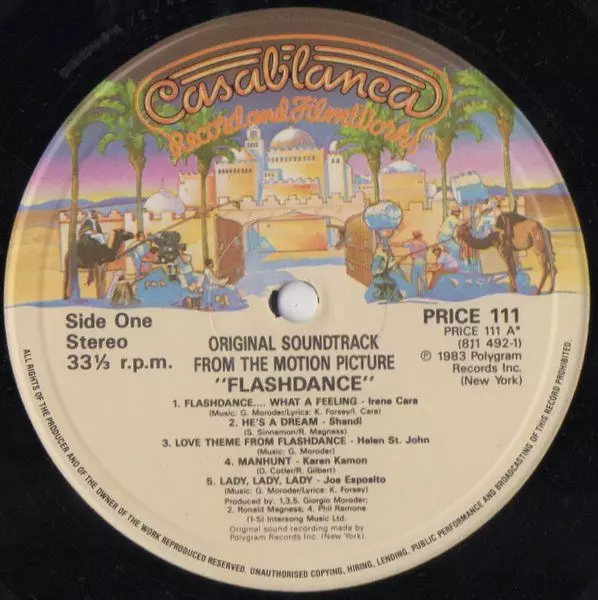 Casablanca
Record and FilmWorks
Side One
Stereo
33⅓ r.p.m.
PRICE 111
PRICE 111 A*
(811 492-1)
℗ 1983 Polygram
Records Inc.
(New York)
ORIGINAL SOUNDTRACK
FROM THE MOTION PICTURE
"FLASHDANCE"
1. FLASHDANCE.... WHAT A FEELING - Irene Cara
(Music: G. Moroder/Lyrics: K. Forsey/I. Cara)
2. HE'S A DREAM - Shandi
(S. Sinnamon/R. Magness)
3. LOVE THEME FROM FLASHDANCE - Helen St. John
(Music: G. Moroder)
4. MANHUNT - Karen Kamon
(D. Cotler/R. Gilbert)
5. LADY, LADY, LADY - Joe Esposito
(Music: G. Moroder/Lyrics: K. Forsey)
Produced by: 1,3,5. Giorgio Moroder;
2. Ronald Magness; 4. Phil Ramone
(1-5) Intersong Music Ltd.
Original sound recording made by
Polygram Records Inc. (New York)
ALL RIGHTS OF THE PRODUCER AND OF THE OWNER OF THE WORK REPRODUCED RESERVED. UNAUTHORISED COPYING, HIRING, LENDING, PUBLIC PERFORMANCE AND BROADCASTING OF THIS RECORD PROHIBITED.